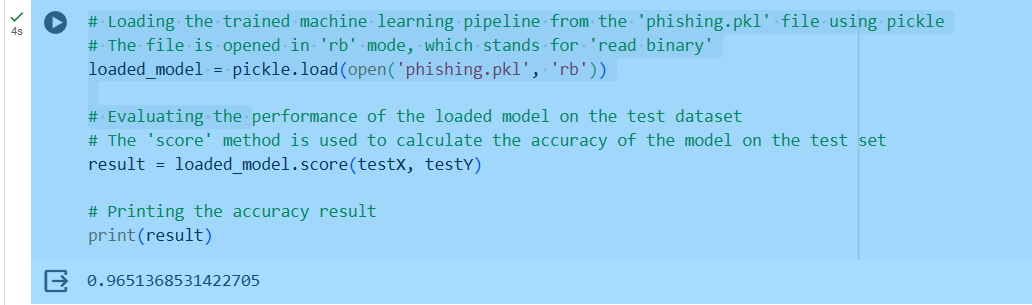 # Loading the trained machine learning pipeline from the 'phishing.pkl' file using pickle
4s
# The file is opened in 'rb' mode, which stands for 'read binary'
loaded_model = pickle.load(open('phishing.pkl', 'rb'))
# Evaluating the performance of the loaded model on the test dataset
# The 'score' method is used to calculate the accuracy of the model on the test set
result = loaded_model.score(testX, testY)
# Printing the accuracy result
print(result)
0.9651368531422705